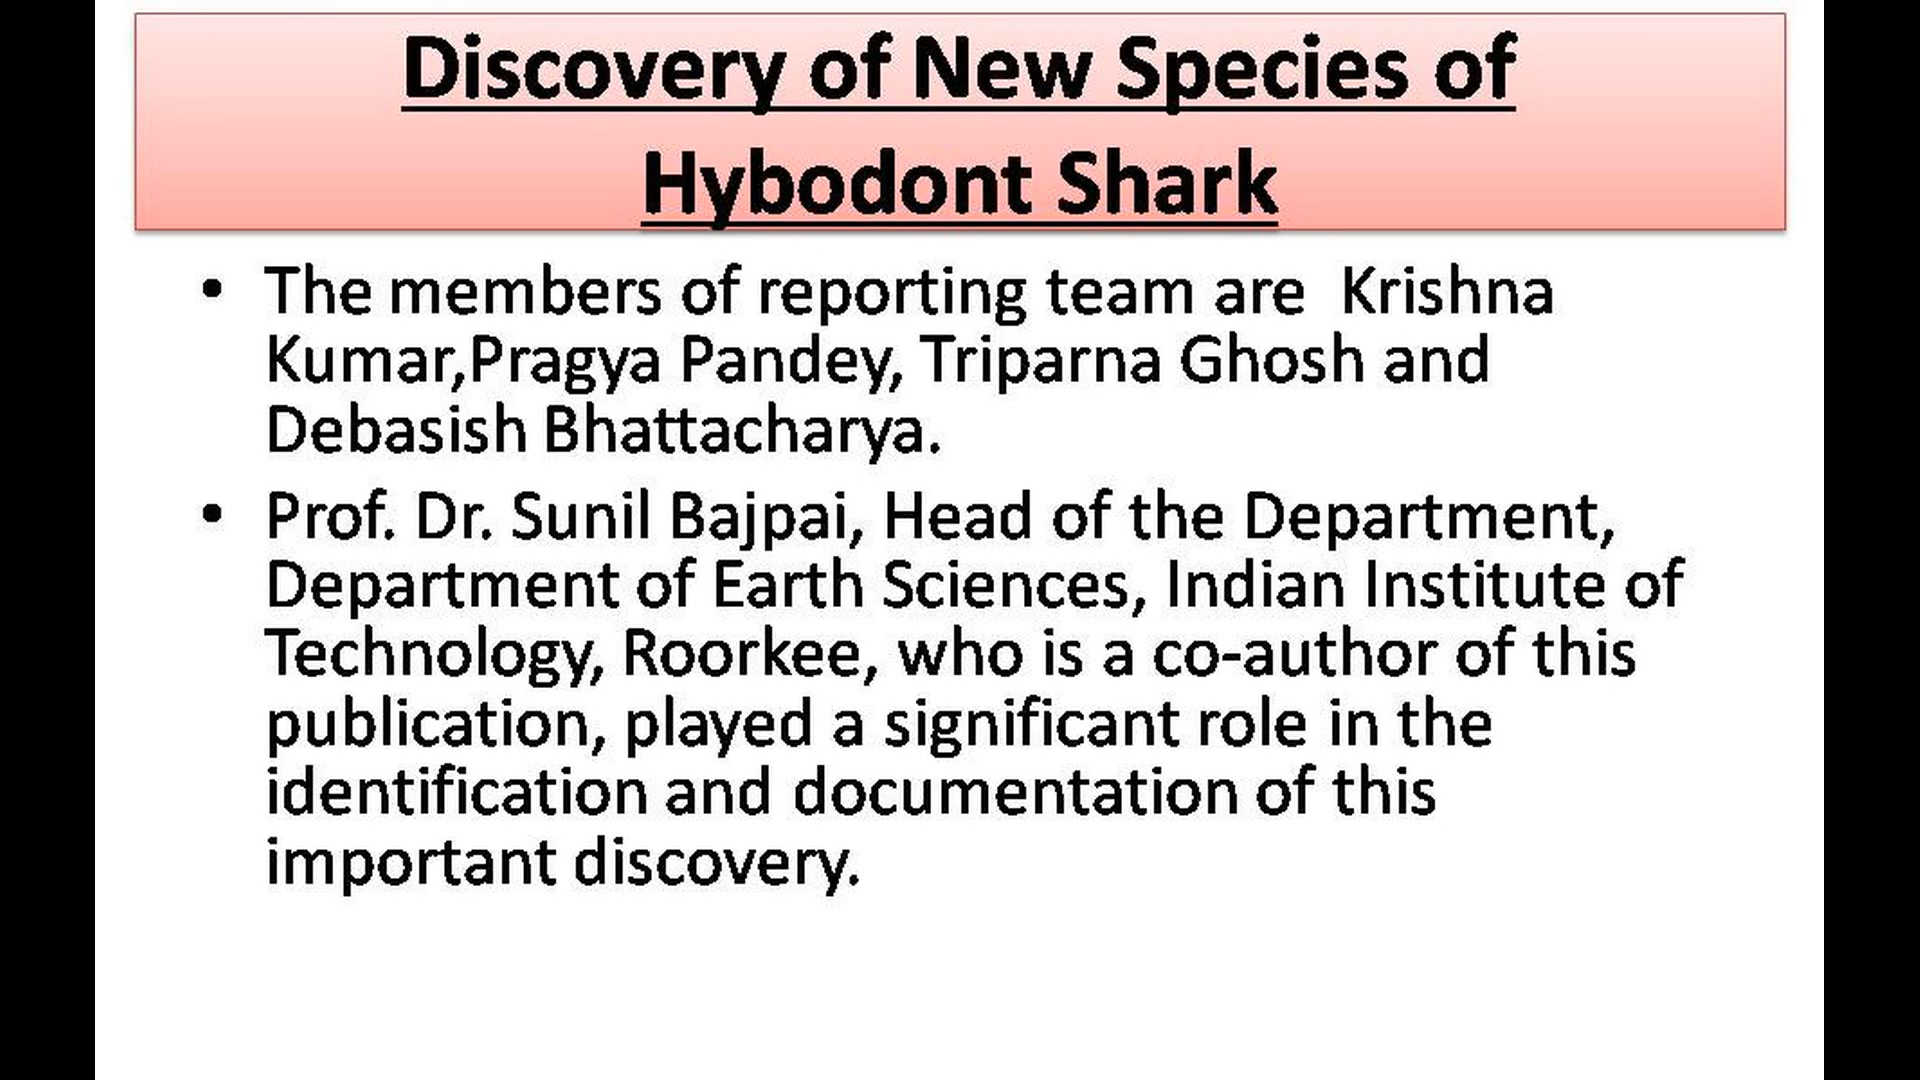 Discovery of New Species of
Hybodont Shark
• The members of reporting team are  Krishna
Kumar,Pragya Pandey, Triparna Ghosh and
Debasish Bhattacharya.
• Prof. Dr. Sunil Bajpai, Head of the Department,
Department of Earth Sciences, Indian Institute of
Technology, Roorkee, who is a co-author of this
publication, played a significant role in the
identification and documentation of this
important discovery.